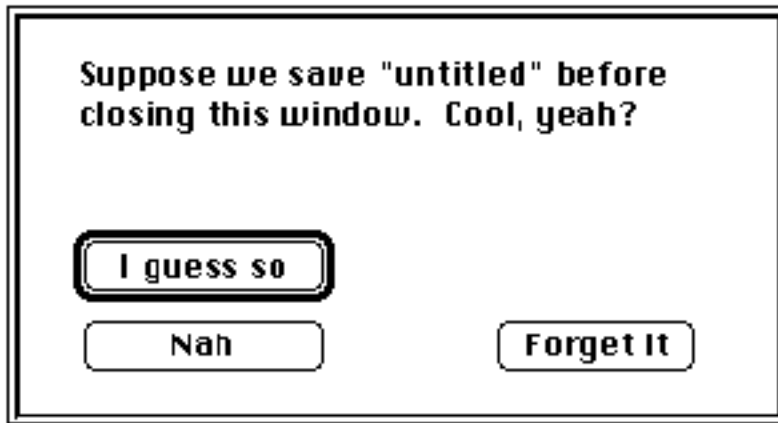 Suppose we save "untitled" before
closing this window.  Cool, yeah?
I guess so
Nah
Forget It